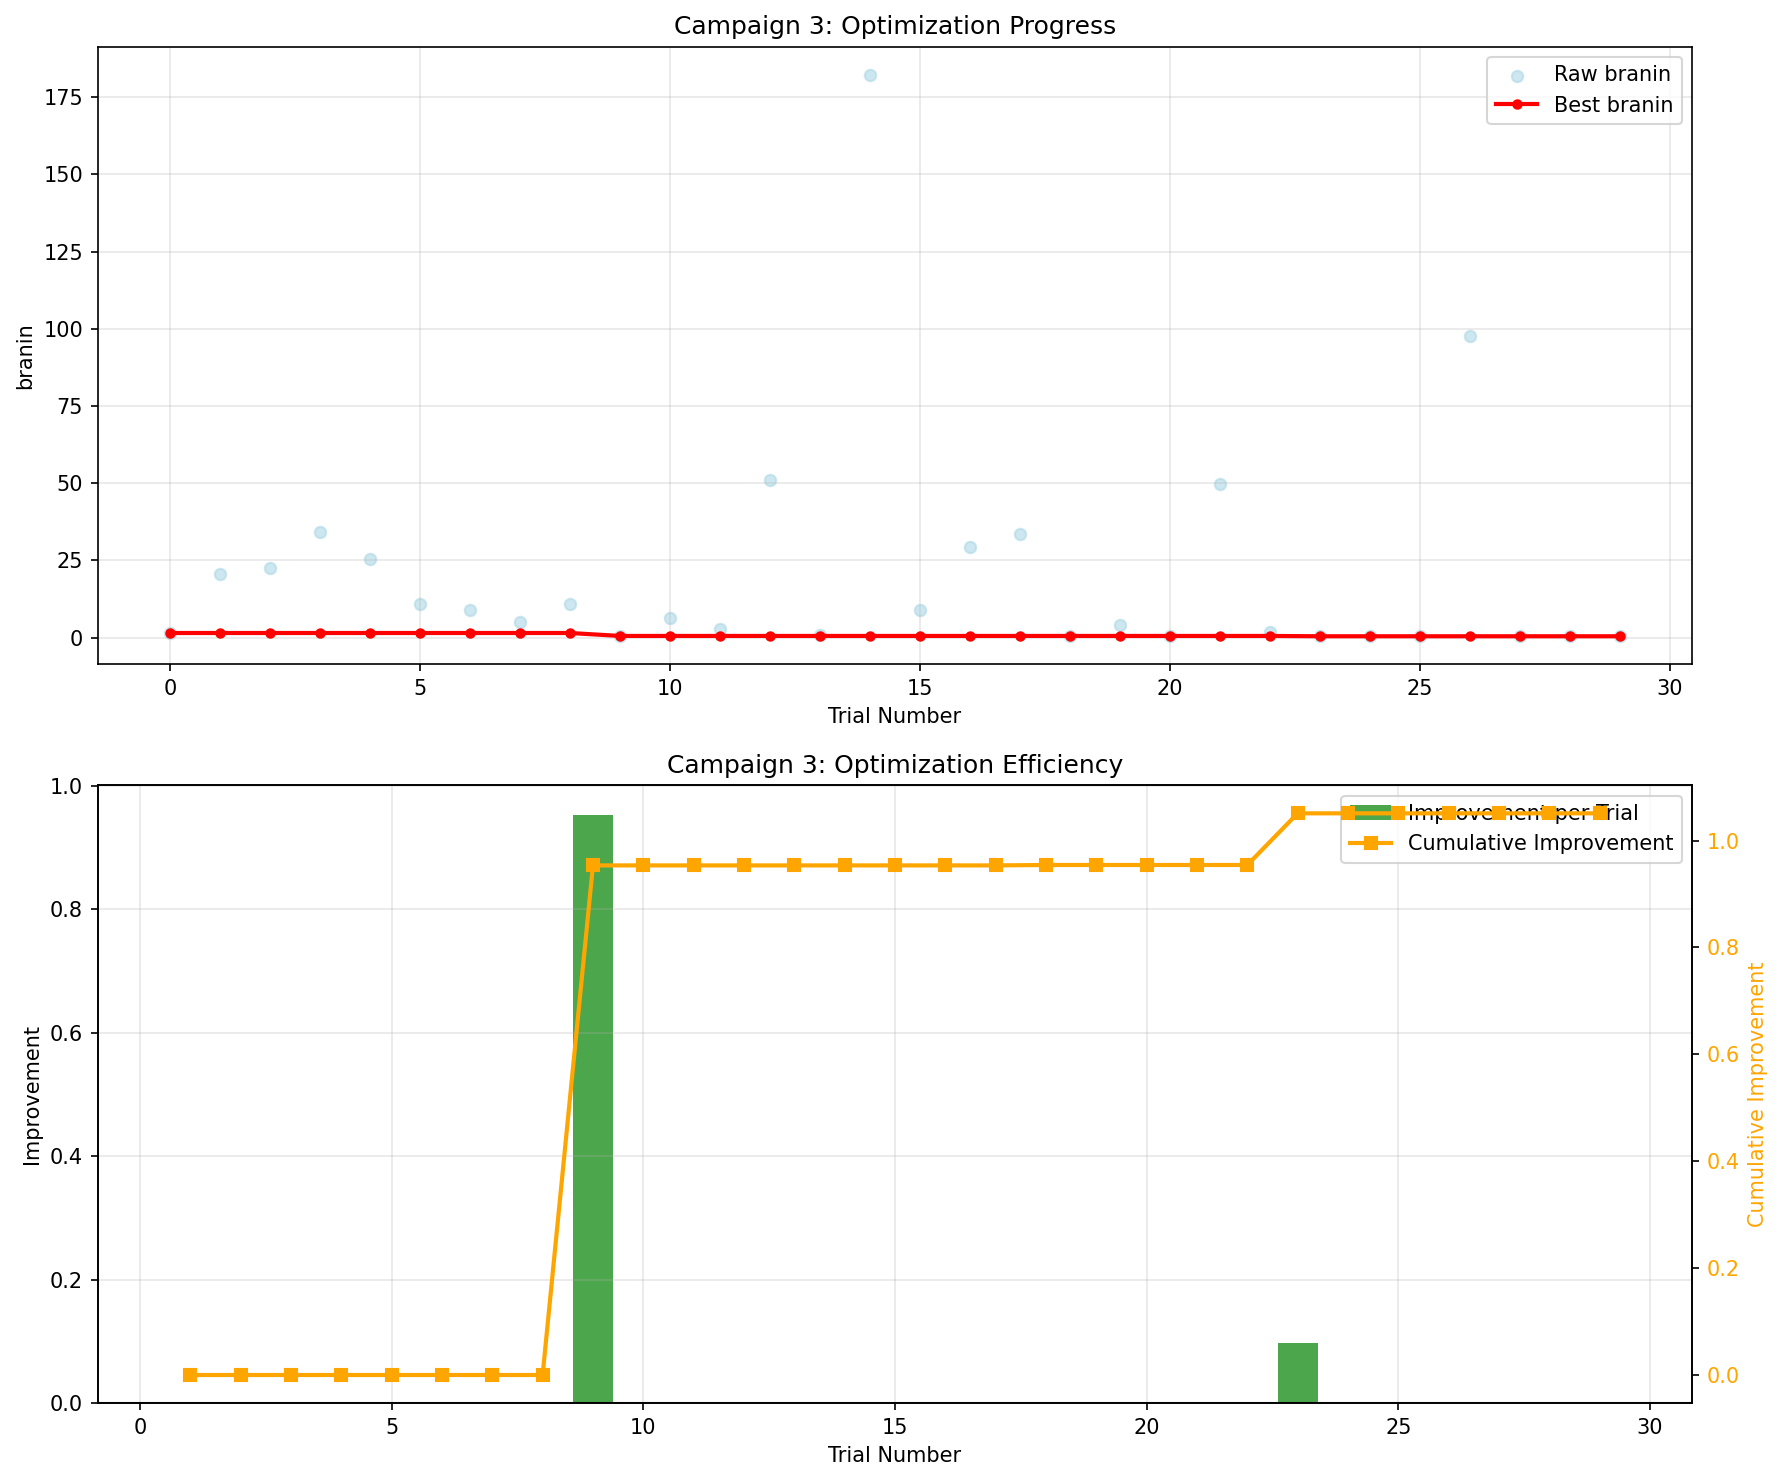 Campaign 3: Optimization Progress
Raw branin
Best branin
175
150
125
100
75
50
25
0
branin
0 5 10 15 20 25 30
Trial Number
Campaign 3: Optimization Efficiency
Improvement per Trial
Cumulative Improvement
1.0
0.8
0.6
0.4
0.2
0.0
Improvement
1.0
0.8
0.6
0.4
0.2
0.0
Cumulative Improvement
0 5 10 15 20 25 30
Trial Number